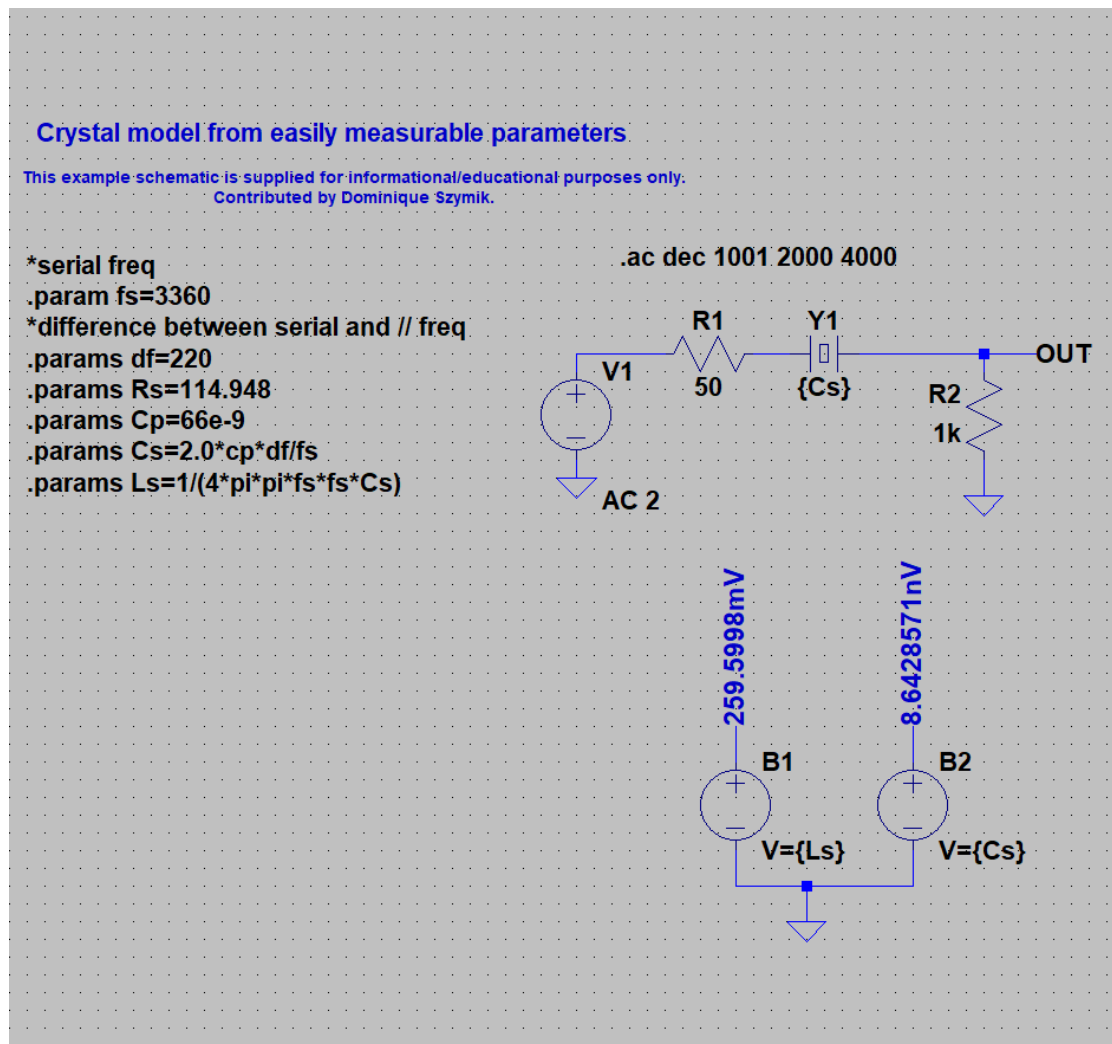 Crystal model from easily measurable parameters
This example schematic is supplied for informational/educational purposes only.
Contributed by Dominique Szymik.
*serial freq
.param fs=3360
*difference between serial and // freq
.params df=220
.params Rs=114.948
.params Cp=66e-9
.params Cs=2.0*cp*df/fs
.params Ls=1/(4*pi*pi*fs*fs*Cs)
.ac dec 1001 2000 4000
R1
Y1
OUT
V1
50
{Cs}
R2
1k
AC 2
259.5998mV
8.6428571nV
B1
B2
V={Ls}
V={Cs}